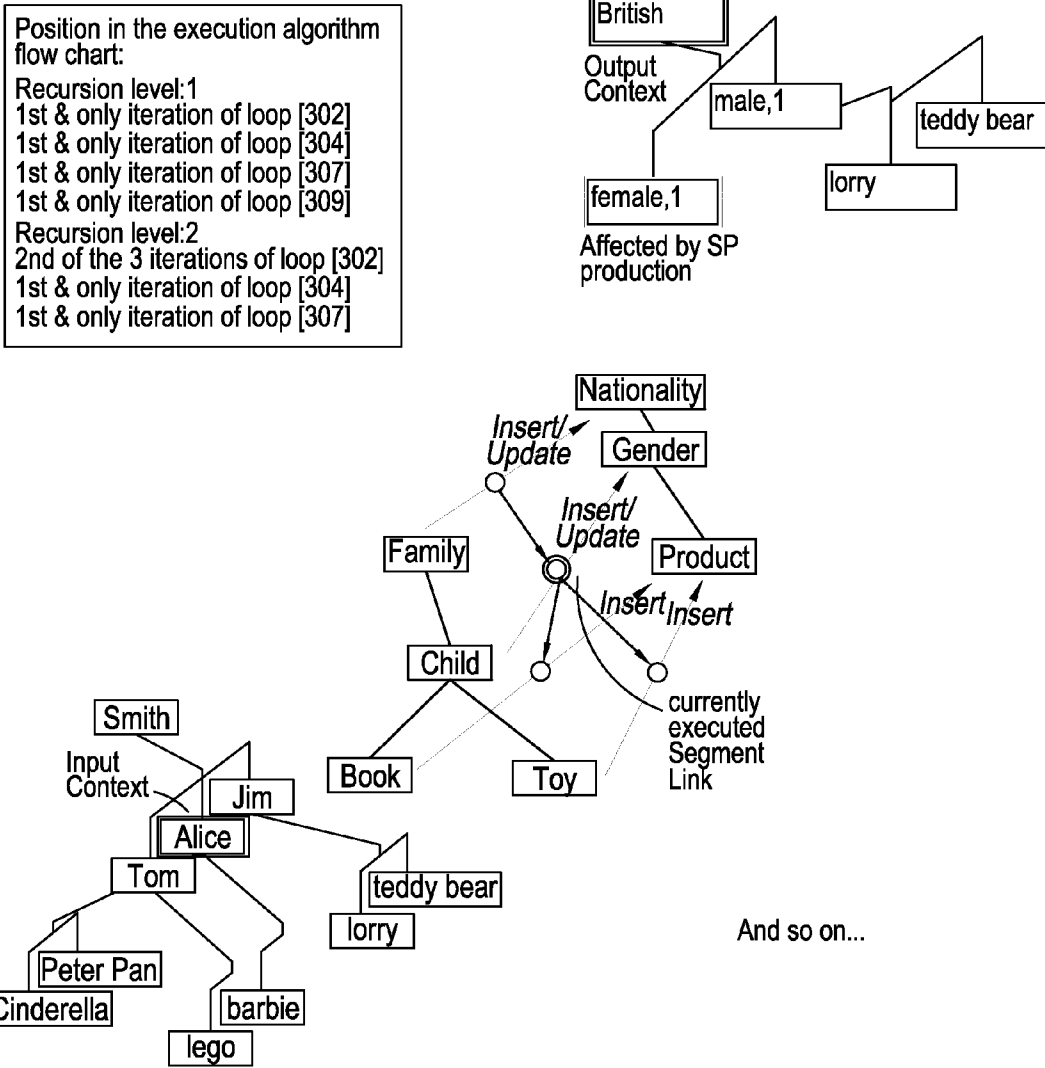 Position in the execution algorithm
flow chart:
Recursion level:1
1st & only iteration of loop [302]
1st & only iteration of loop [304]
1st & only iteration of loop [307]
1st & only iteration of loop [309]
Recursion level:2
2nd of the 3 iterations of loop [302]
1st & only iteration of loop [304]
1st & only iteration of loop [307]
British
Output
Context
male,1
teddy bear
lorry
female,1
Affected by SP
production
Nationality
Insert/
Update
Gender
Insert/
Update
Family
Product
Insert
Insert
Child
currently
executed
Segment
Link
Book
Toy
Smith
Input
Context
Jim
Alice
Tom
teddy bear
lorry
Peter Pan
Cinderella
barbie
lego
And so on...